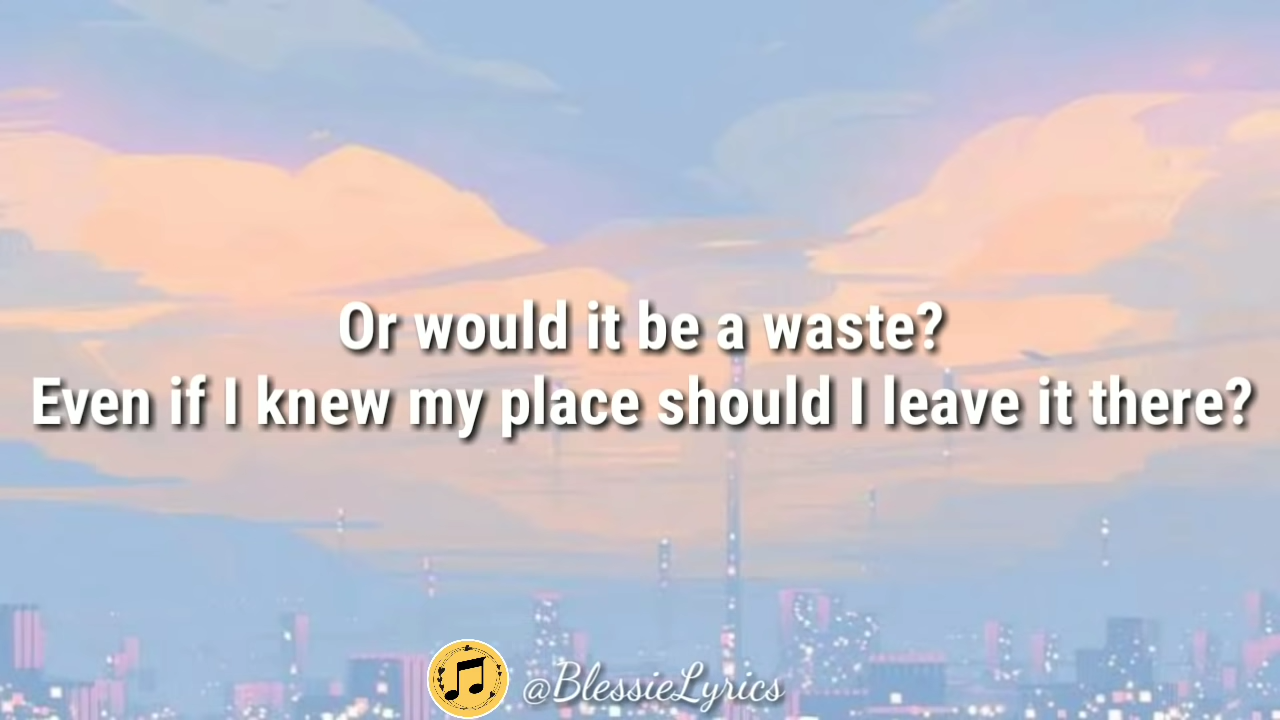 Or would it be a waste?
Even if I knew my place should I leave it there?
@BlessieLyrics